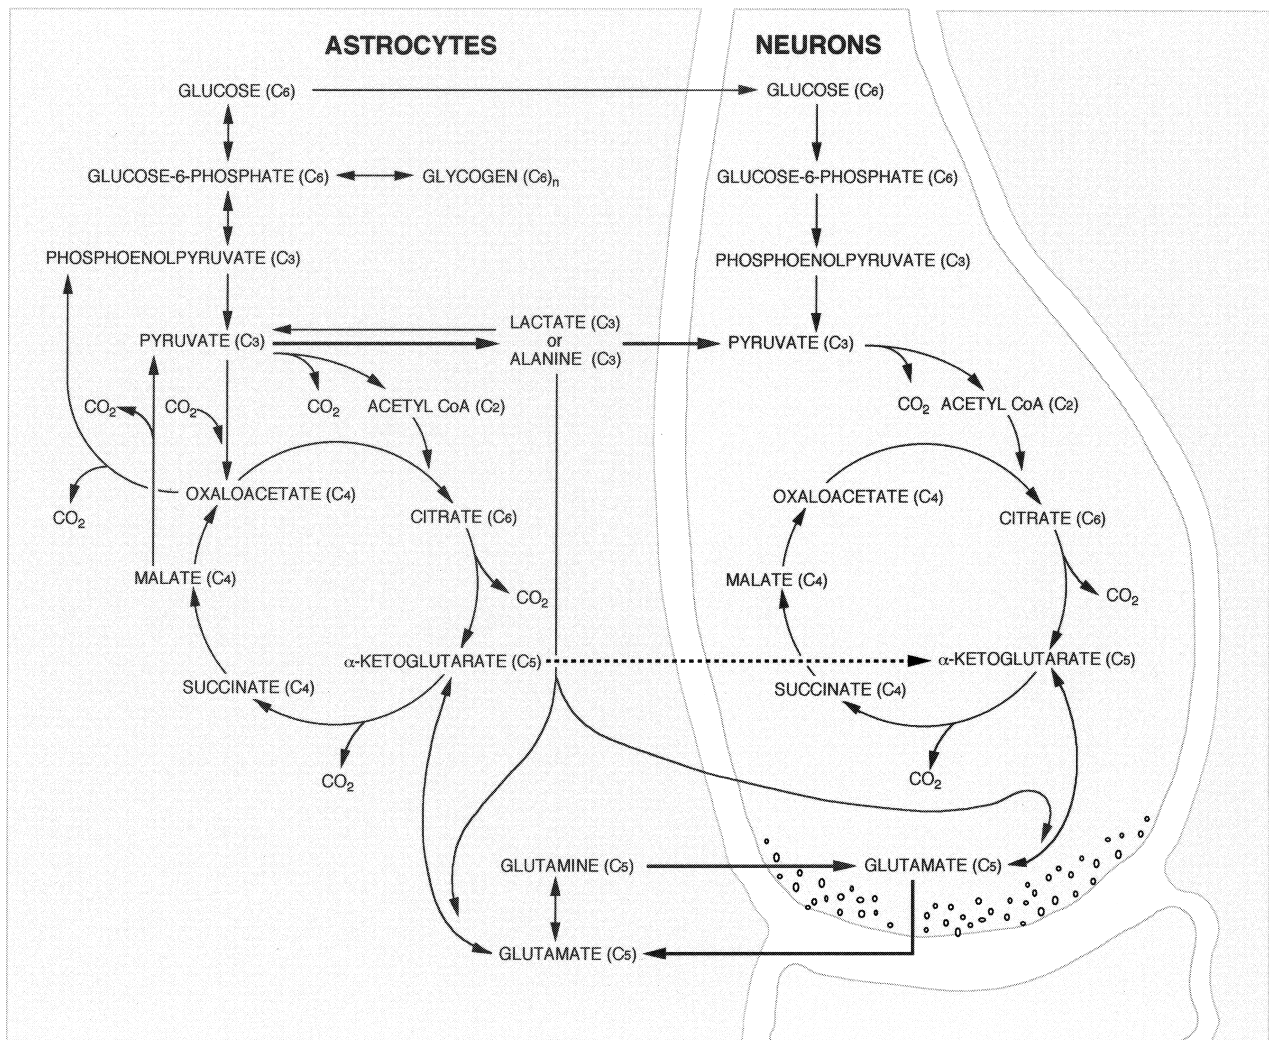 ASTROCYTES
NEURONS
GLUCOSE (C6)
GLUCOSE (C6)
GLUCOSE-6-PHOSPHATE (C6)
GLYCOGEN (C6)n
GLUCOSE-6-PHOSPHATE (C6)
PHOSPHOENOLPYRUVATE (C3)
PHOSPHOENOLPYRUVATE (C3)
PYRUVATE (C3)
LACTATE (C3)
or
ALANINE (C3)
PYRUVATE (C3)
CO2
CO2
CO2
ACETYL CoA (C2)
CO2
ACETYL CoA (C2)
OXALOACETATE (C4)
OXALOACETATE (C4)
CO2
CITRATE (C6)
CITRATE (C6)
MALATE (C4)
MALATE (C4)
CO2
CO2
α-KETOGLUTARATE (C5)
α-KETOGLUTARATE (C5)
SUCCINATE (C4)
SUCCINATE (C4)
CO2
CO2
GLUTAMINE (C5)
GLUTAMATE (C5)
GLUTAMATE (C5)